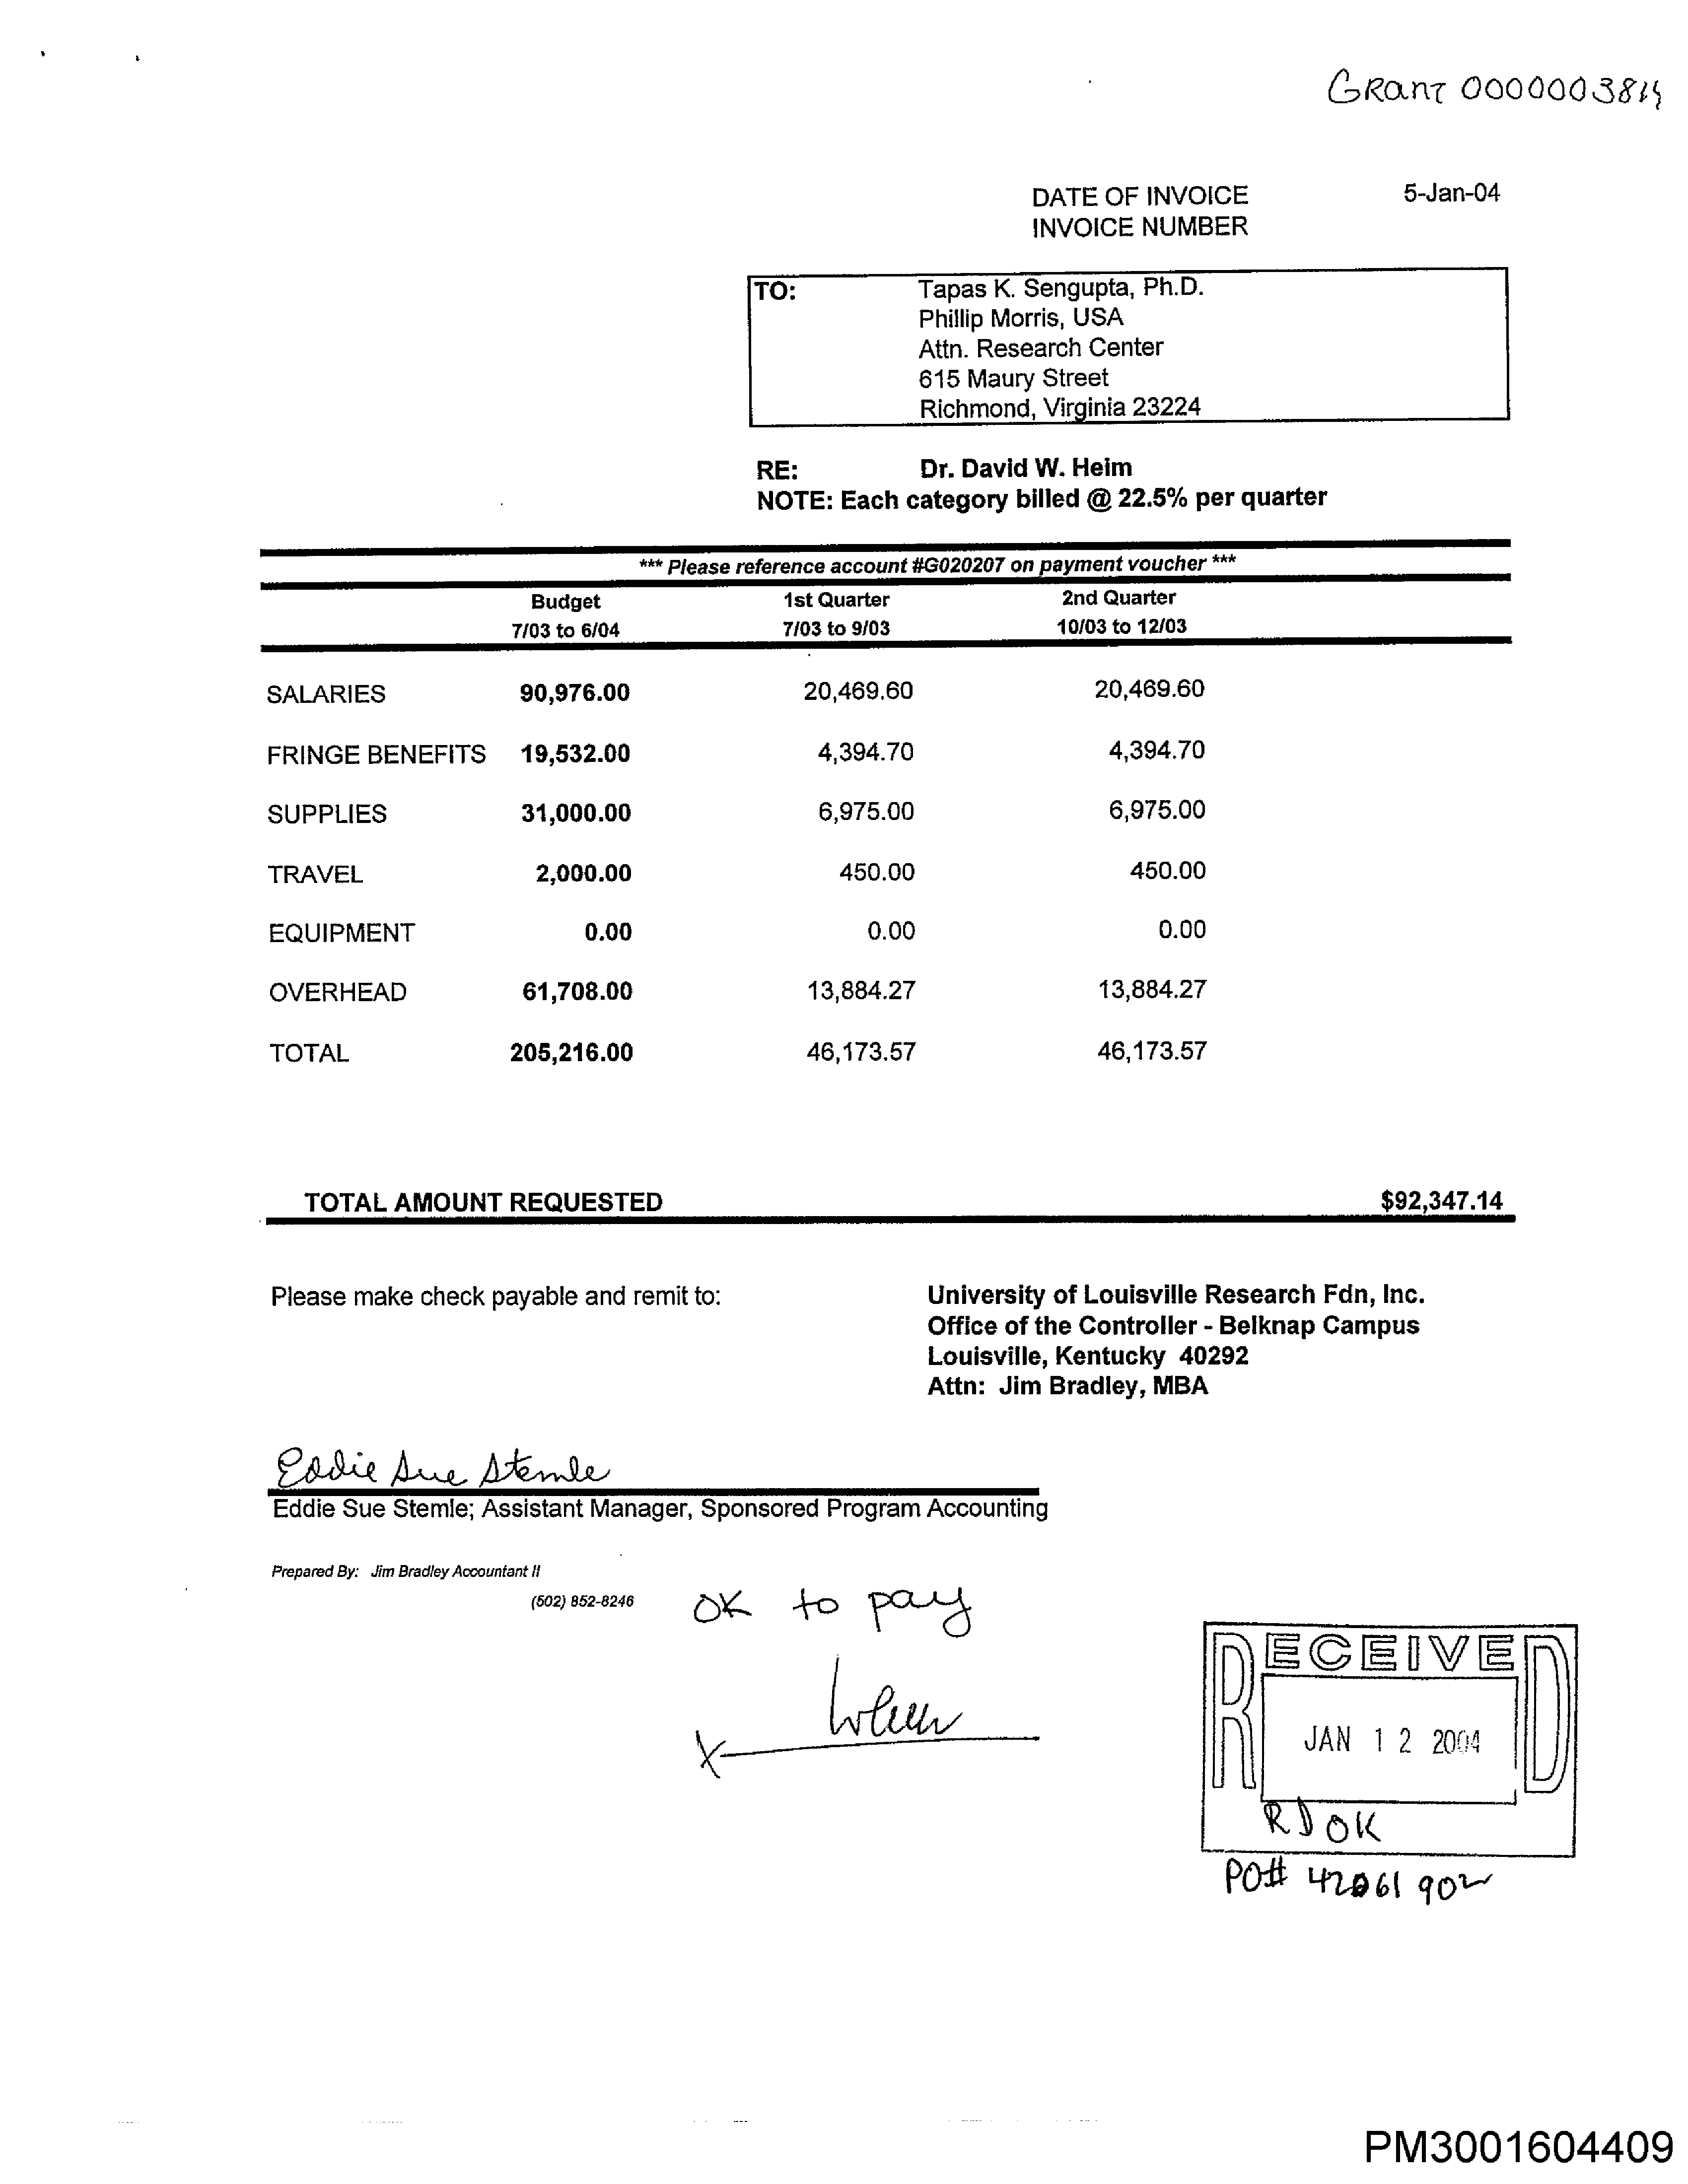 GRanT
DATE OF INVOICE 5-Jan-04
INVOICE NUMBER
TO: Tapas K. Sengupta, Ph.D.
Phillip Morris, USA
Attn. Research Center
615 Maury Street
Richmond, Virginia 23224
RE: Dr. David W. Heim
NOTE: Each category billed @ 22.5% per quarter
*** Please reference account #G020207 on payment voucher ***
Budget 1st Quarter 2nd Quarter
7/03 to 6/04 7/03 to 9/03 10/03 to 12/03
SALARIES 90,976.00 20,469.60 20,469.60
FRINGE BENEFITS 19,532.00 4,394.70 4,394.70
SUPPLIES 31,000.00 6,975.00 6,975.00
TRAVEL 2,000.00 450.00 450.00
EQUIPMENT 0.00 0.00 0.00
OVERHEAD 61,708.00 13,884.27 13,884.27
TOTAL 205,216.00 46,173.57 46,173.57
TOTAL AMOUNT REQUESTED $92,347.14
Please make check payable and remit to: University of Louisville Research Fdn, Inc.
Office of the Controller - Belknap Campus
Louisville, Kentucky 40292
Attn: Jim Bradley, MBA
Eddie Sue Stemle
Eddie Sue Stemle; Assistant Manager, Sponsored Program Accounting
Prepared By: Jim Bradley Accountant II
(502) 852-8246
OK to pay
X
RECEIVED
JAN 12 2004
RD OK
PO# 42061902
PM3001604409